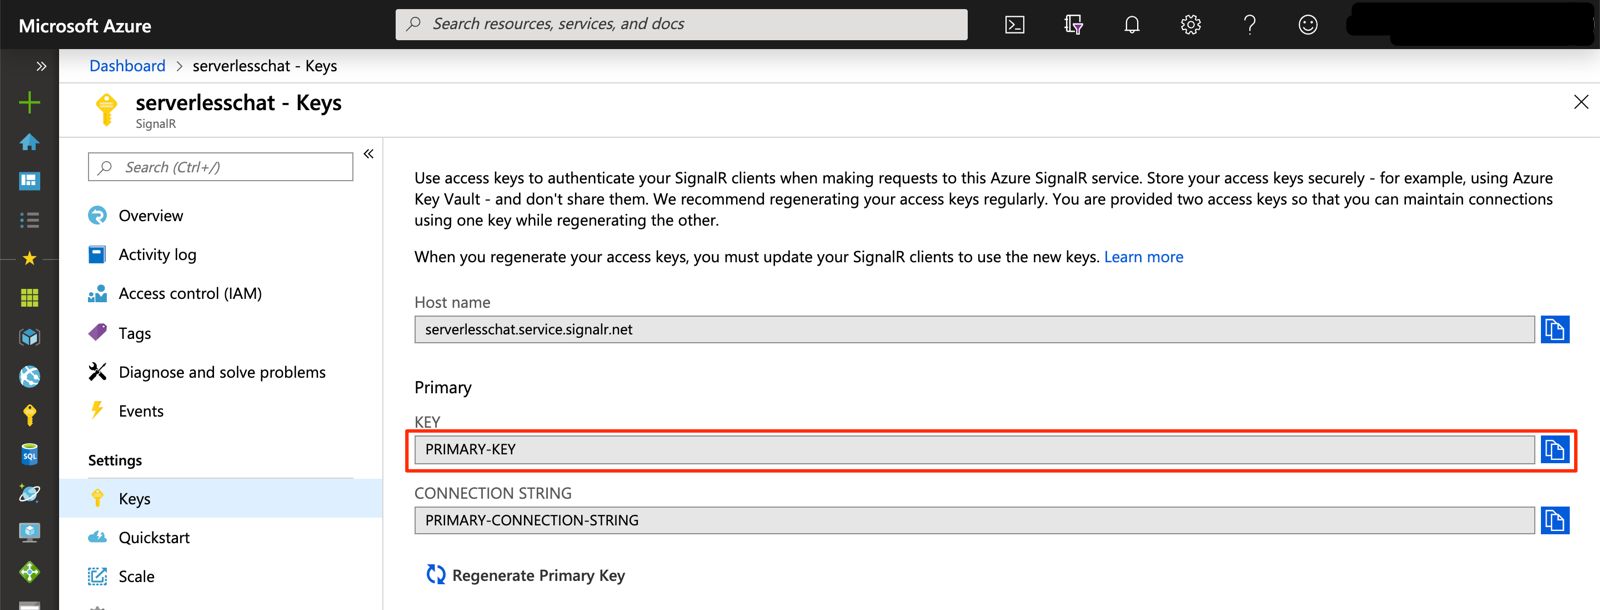 Microsoft Azure
Search resources, services, and docs
Dashboard > serverlesschat - Keys
serverlesschat - Keys
SignalR
Search (Ctrl+/)
Overview
Activity log
Access control (IAM)
Tags
Diagnose and solve problems
Events
Settings
Keys
Quickstart
Scale
Use access keys to authenticate your SignalR clients when making requests to this Azure SignalR service. Store your access keys securely - for example, using Azure
Key Vault - and don't share them. We recommend regenerating your access keys regularly. You are provided two access keys so that you can maintain connections
using one key while regenerating the other.
When you regenerate your access keys, you must update your SignalR clients to use the new keys. Learn more
Host name
serverlesschat.service.signalr.net
Primary
KEY
PRIMARY-KEY
CONNECTION STRING
PRIMARY-CONNECTION-STRING
Regenerate Primary Key
SQL